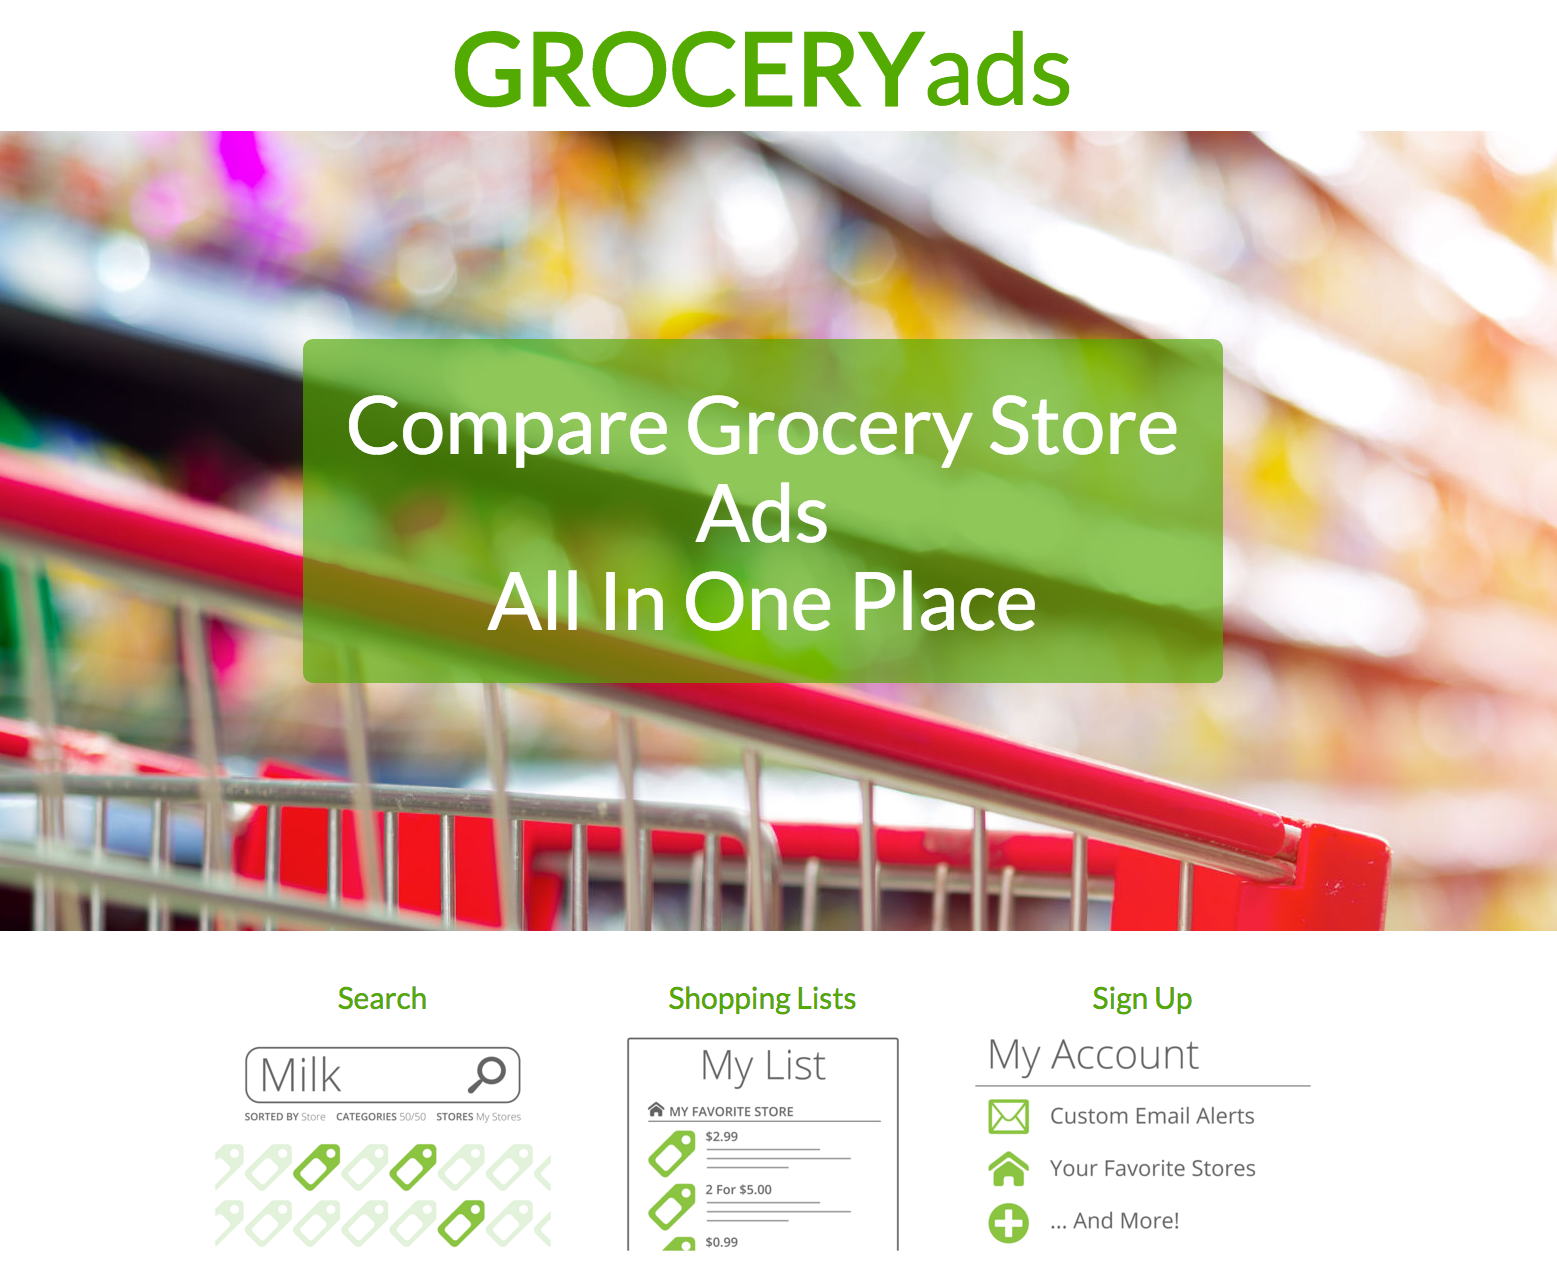 GROCERYads
Compare Grocery Store
Ads
All In One Place
Search
Milk
SORTED BY Store CATEGORIES 50/50 STORES My Stores
Shopping Lists
My List
MY FAVORITE STORE
$2.99
2 For $5.00
$0.99
Sign Up
My Account
Custom Email Alerts
Your Favorite Stores
... And More!